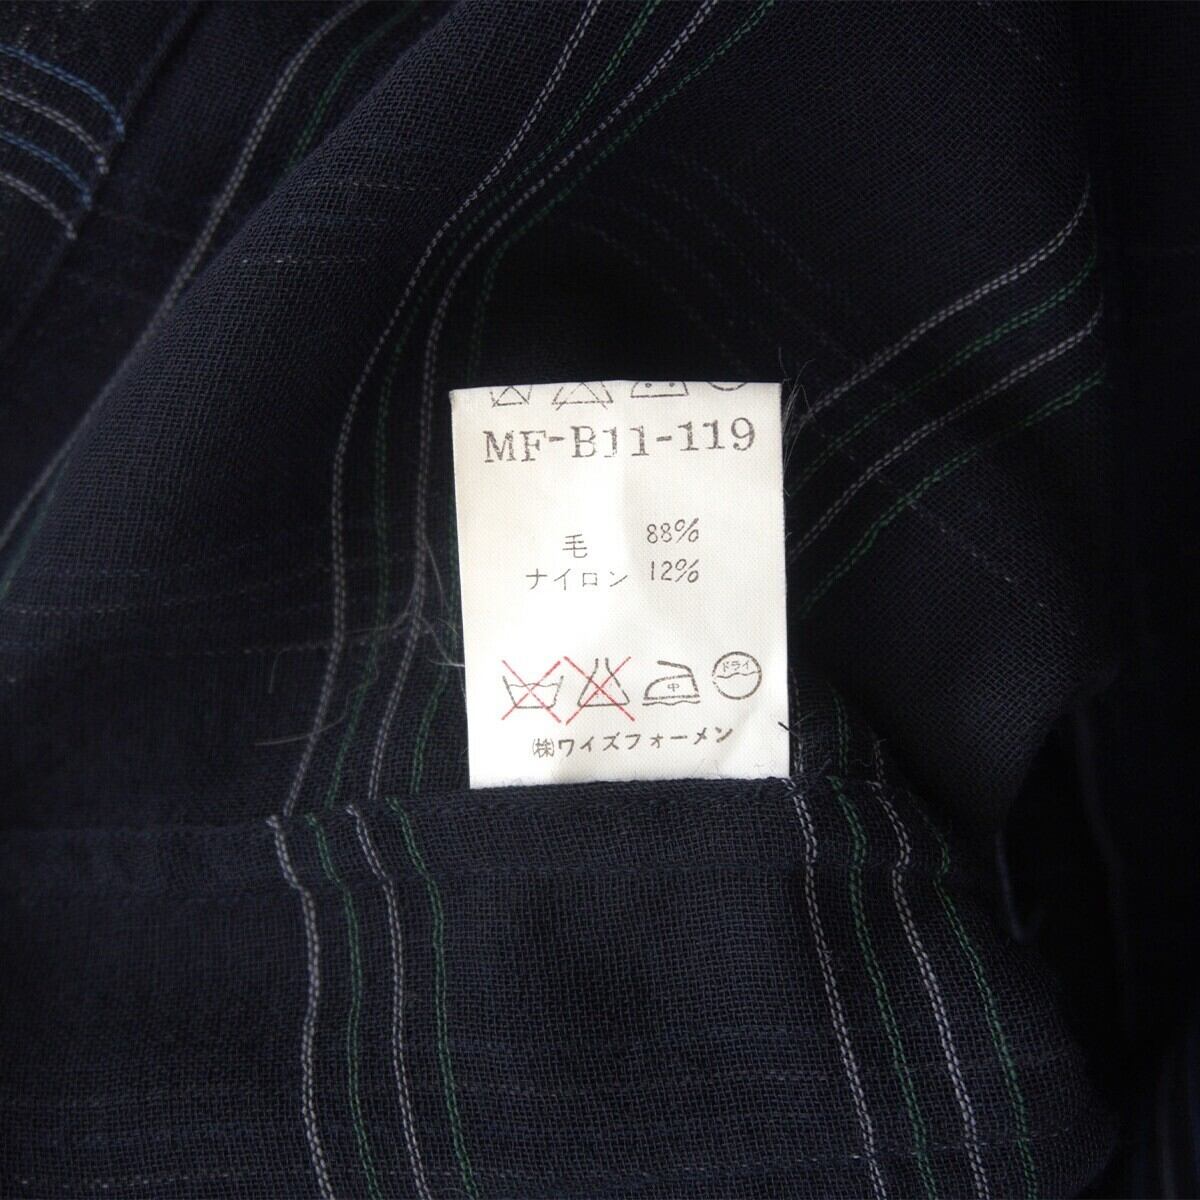 MF-B11-119
毛 88%
ナイロン 12%
中 ドライ
㈱ワイズフォーメン